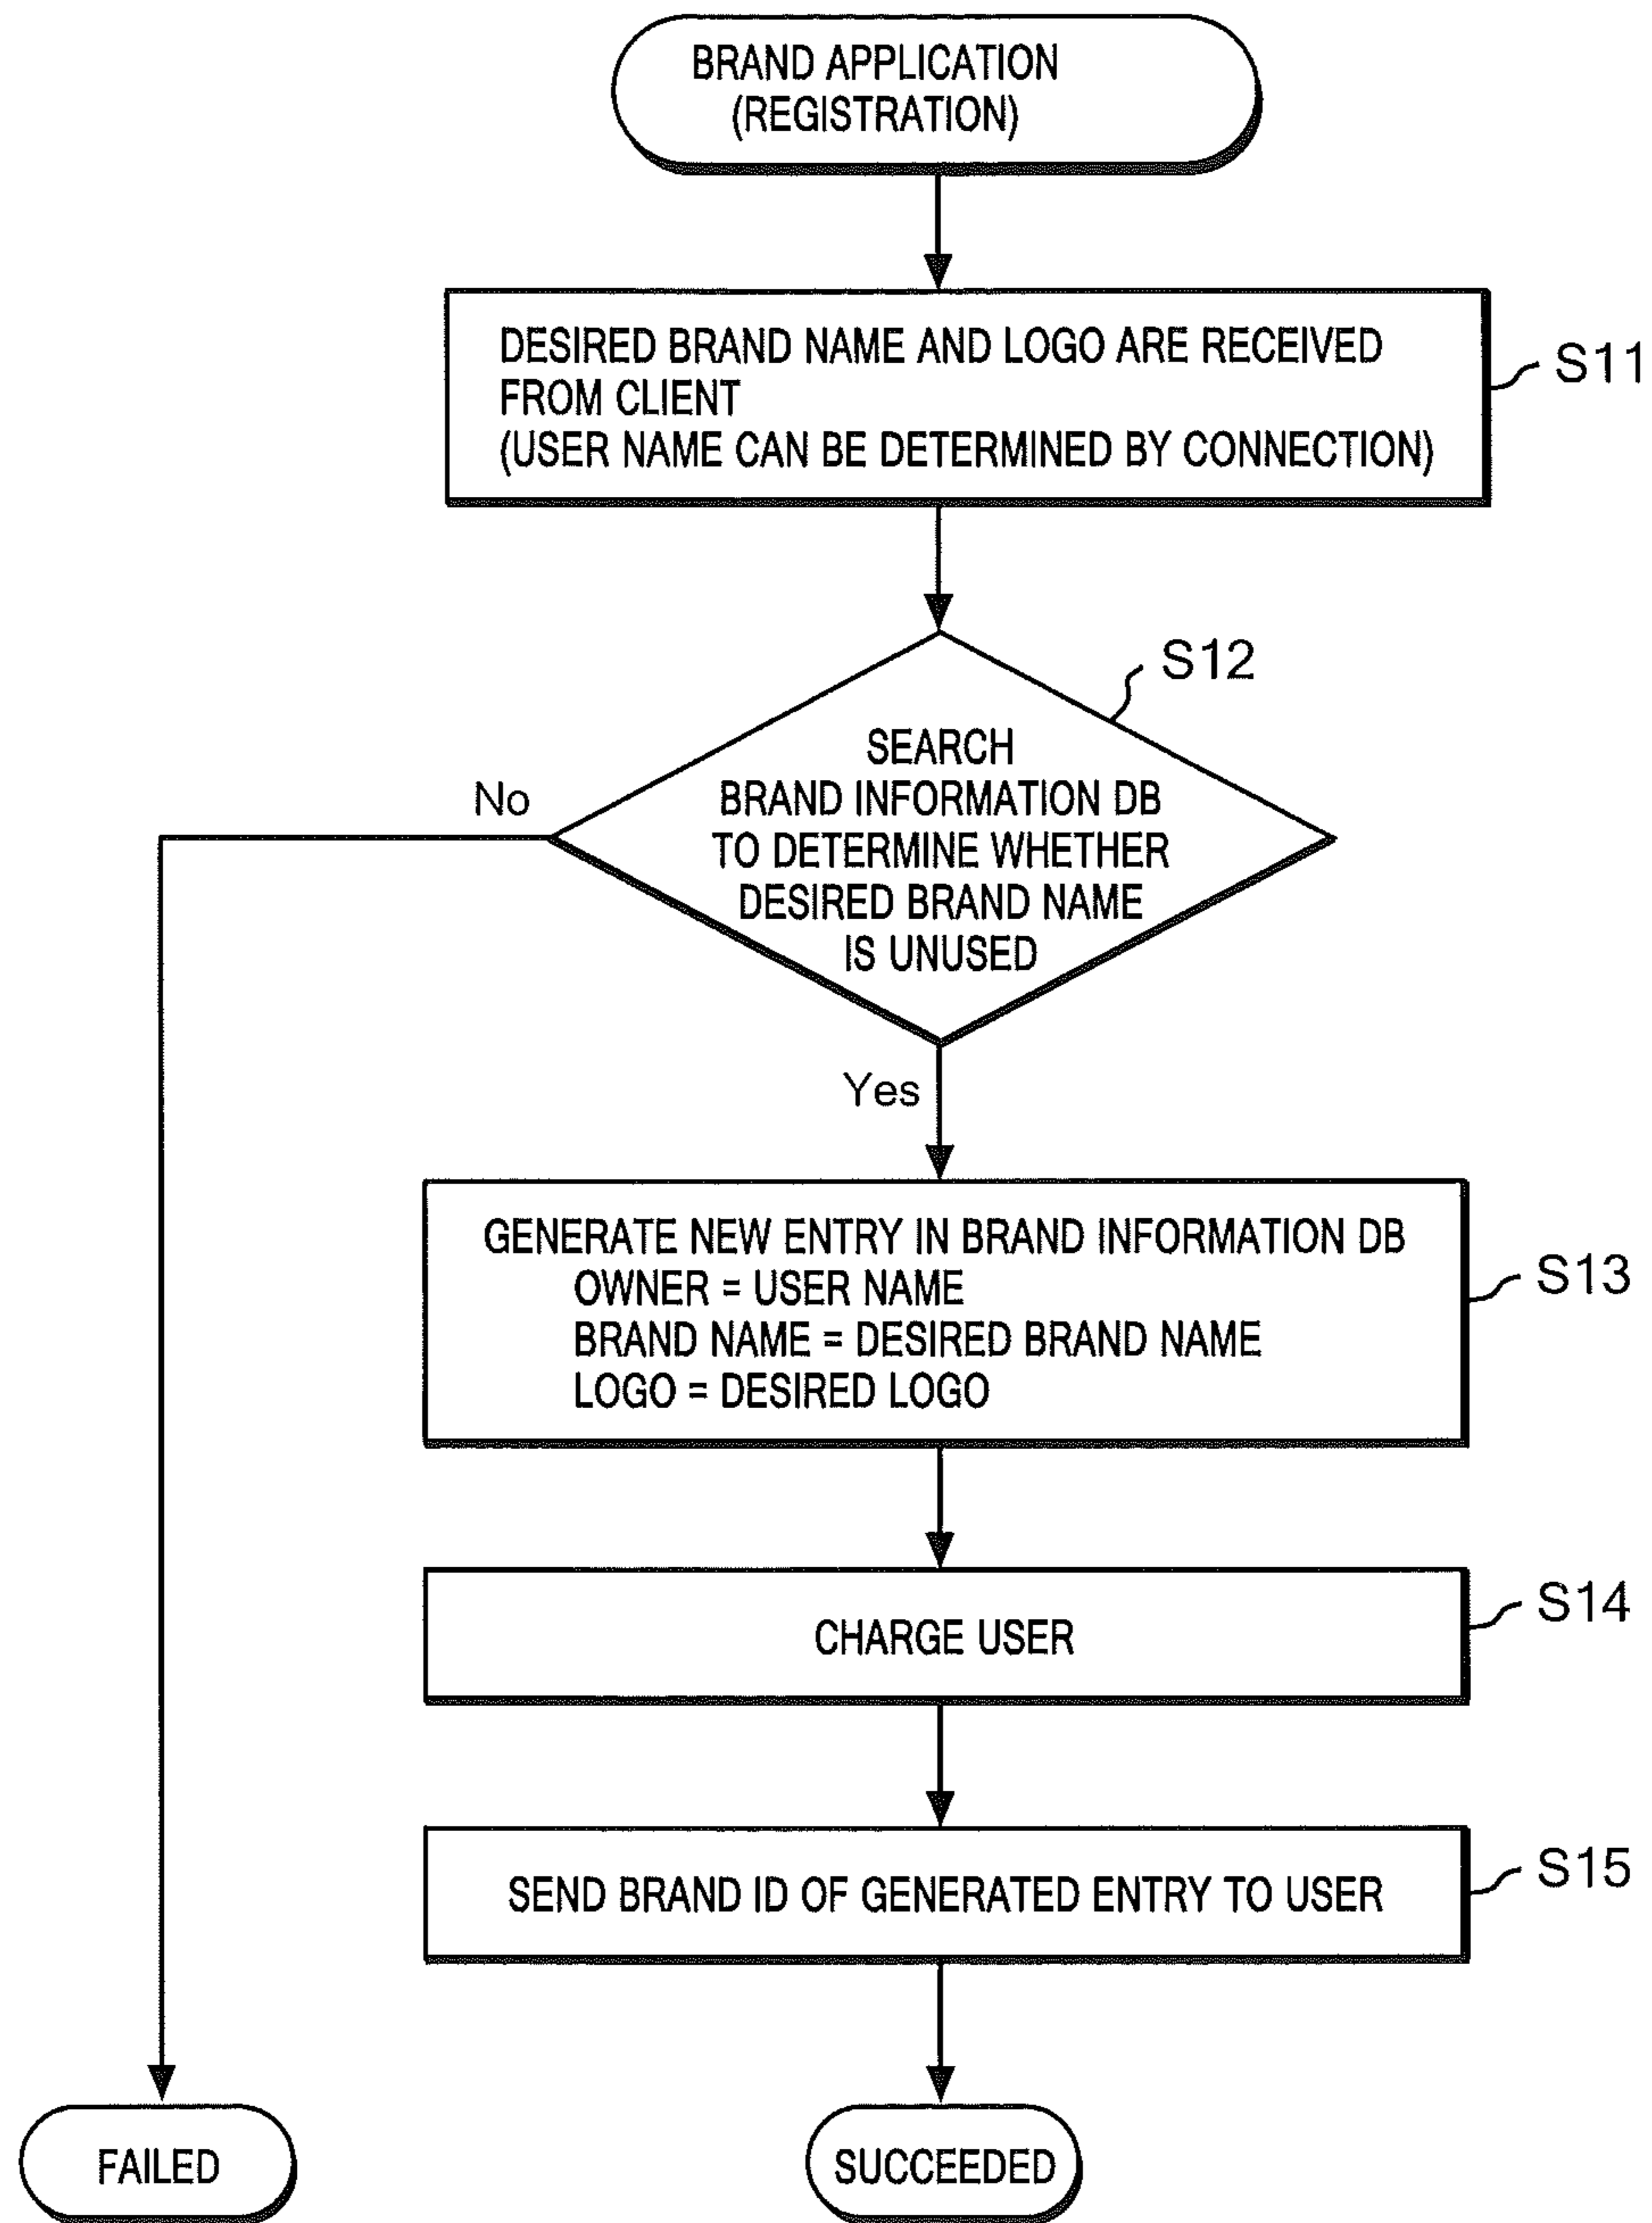 BRAND APPLICATION
(REGISTRATION)
DESIRED BRAND NAME AND LOGO ARE RECEIVED
FROM CLIENT
(USER NAME CAN BE DETERMINED BY CONNECTION)
S11
S12
SEARCH
BRAND INFORMATION DB
TO DETERMINE WHETHER
DESIRED BRAND NAME
IS UNUSED
No
Yes
GENERATE NEW ENTRY IN BRAND INFORMATION DB
OWNER = USER NAME
BRAND NAME = DESIRED BRAND NAME
LOGO = DESIRED LOGO
S13
CHARGE USER
S14
SEND BRAND ID OF GENERATED ENTRY TO USER
S15
FAILED
SUCCEEDED